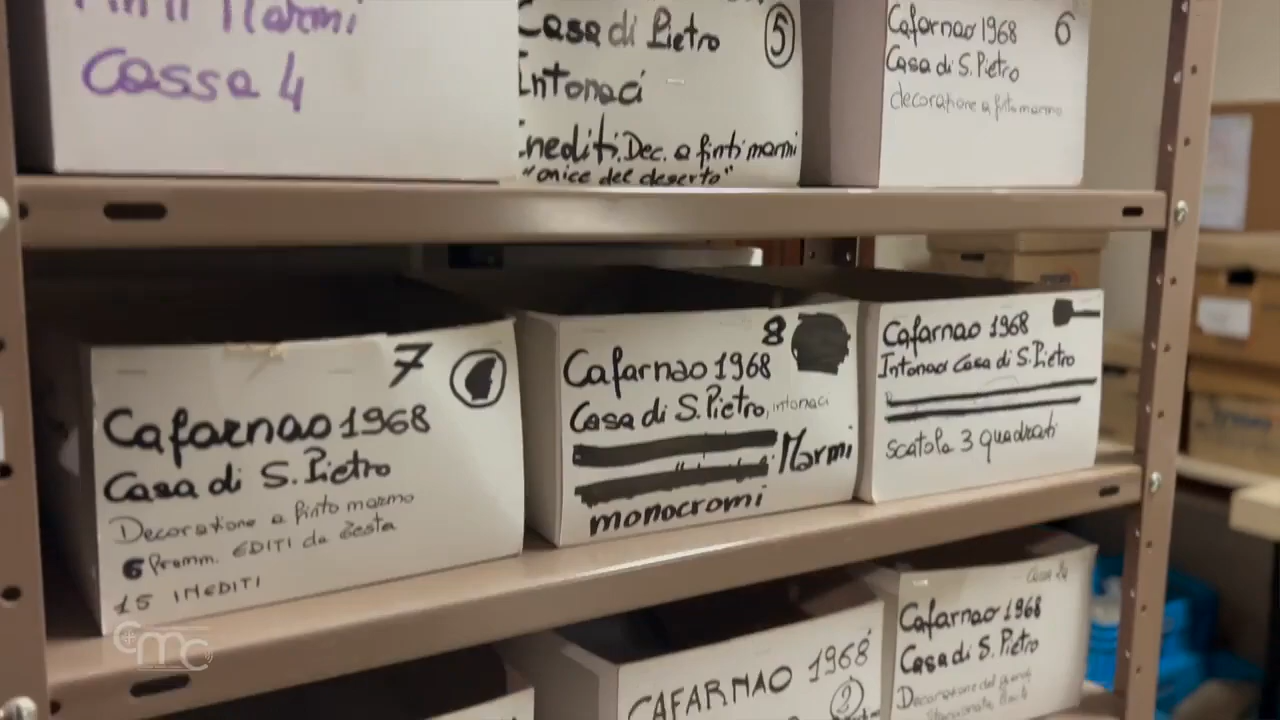 Marmi
Cassa 4
Casa di Pietro
5
Intonaci
Inediti. Dec. a finti marmi
"onice del deserto"
Cafarnao 1968
6
Casa di S. Pietro
decorazione a finto marmo
7
Cafarnao 1968
Casa di S. Pietro
Decorazione a finto marmo
6 Framm. EDITI da Testa
15 INEDITI
8
Cafarnao 1968
Casa di S. Pietro, intonaci
Marmi
monocromi
Cafarnao 1968
Intonaci Casa di S. Pietro
scatola 3 quadrati
CAFARNAO 1968
2
Cafarnao 1968
Casa di S. Pietro
Decorazione
CMC